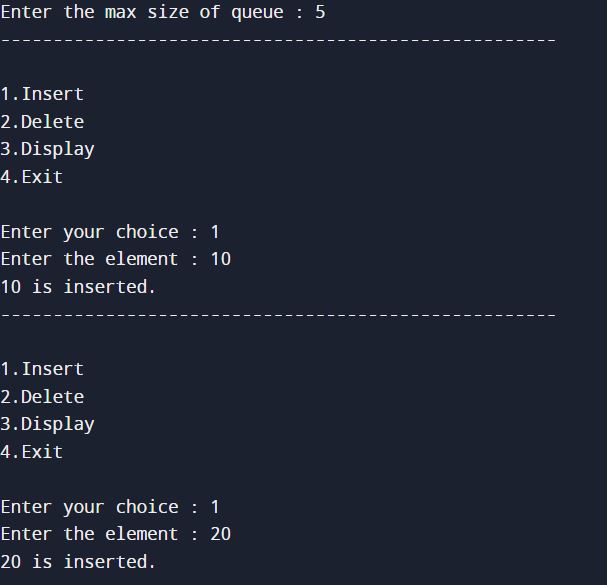 Enter the max size of queue : 5
-----------------------------------------------------
1.Insert
2.Delete
3.Display
4.Exit
Enter your choice : 1
Enter the element : 10
10 is inserted.
-----------------------------------------------------
1.Insert
2.Delete
3.Display
4.Exit
Enter your choice : 1
Enter the element : 20
20 is inserted.